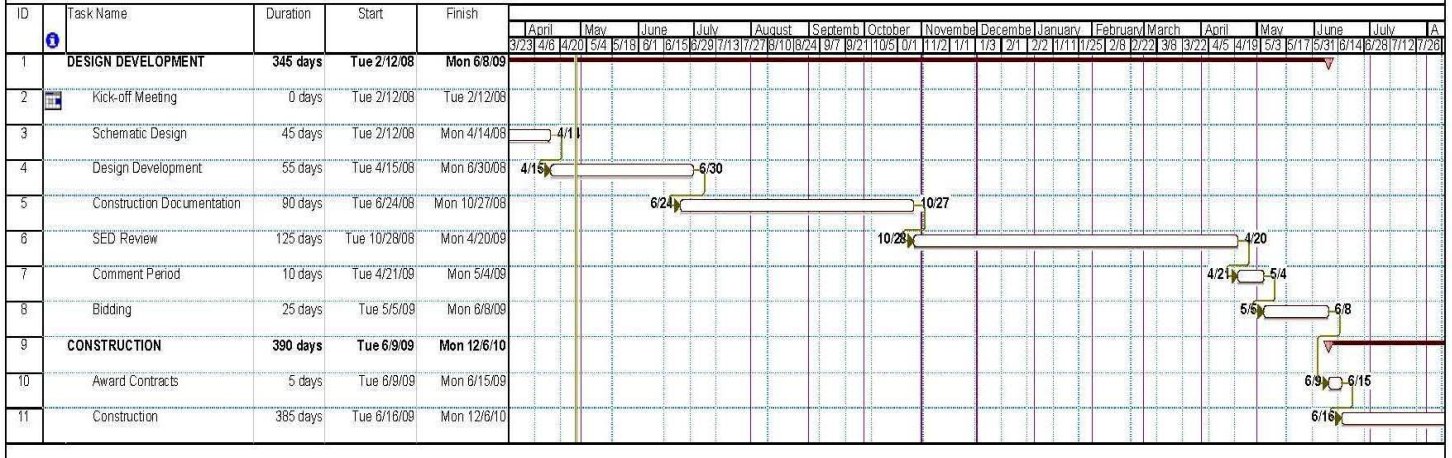 ID Task Name Duration Start Finish
April May June July August Septemb October Novembe Decembe January February March April May June July A
3/23 4/6 4/20 5/4 5/18 6/1 6/15 6/29 7/13 7/27 8/10 8/24 9/7 9/21 10/5 0/1 11/2 1/1 1/3 2/1 2/2 1/11 1/25 2/8 2/22 3/8 3/22 4/5 4/19 5/3 5/17 5/31 6/14 6/28 7/12 7/26
1 DESIGN DEVELOPMENT 345 days Tue 2/12/08 Mon 6/8/09
2 Kick-off Meeting 0 days Tue 2/12/08 Tue 2/12/08
3 Schematic Design 45 days Tue 2/12/08 Mon 4/14/08 4/14
4 Design Development 55 days Tue 4/15/08 Mon 6/30/08 4/15 6/30
5 Construction Documentation 90 days Tue 6/24/08 Mon 10/27/08 6/24 10/27
6 SED Review 125 days Tue 10/28/08 Mon 4/20/09 10/28 4/20
7 Comment Period 10 days Tue 4/21/09 Mon 5/4/09 4/21 5/4
8 Bidding 25 days Tue 5/5/09 Mon 6/8/09 5/5 6/8
9 CONSTRUCTION 390 days Tue 6/9/09 Mon 12/6/10
10 Award Contracts 5 days Tue 6/9/09 Mon 6/15/09 6/9 6/15
11 Construction 385 days Tue 6/16/09 Mon 12/6/10 6/16